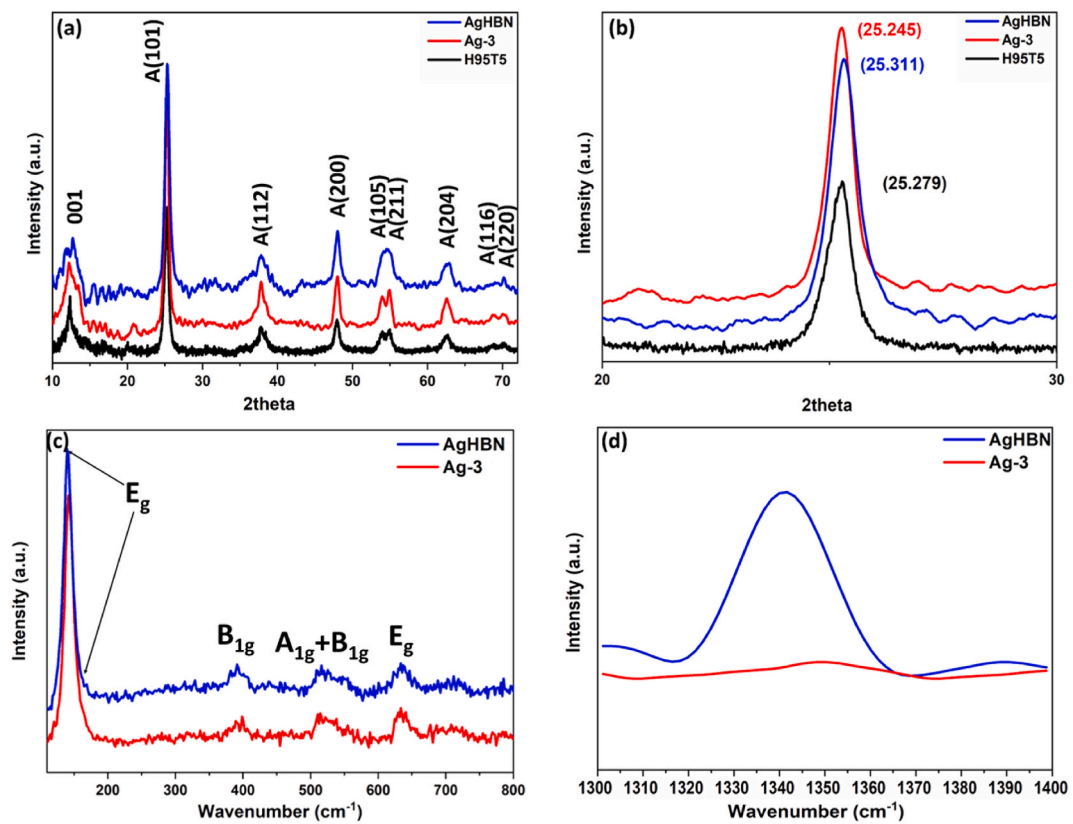 (a)
AgHBN
Ag-3
H95T5
001
A(101)
A(112)
A(200)
A(105)
A(211)
A(204)
A(116)
A(220)
Intensity (a.u.)
10 20 30 40 50 60 70
2theta
(b)
(25.245)
(25.311)
(25.279)
AgHBN
Ag-3
H95T5
Intensity (a.u.)
20 30
2theta
(c)
AgHBN
Ag-3
Eg
B1g
A1g+B1g
Eg
Intensity (a.u.)
200 300 400 500 600 700 800
Wavenumber (cm-1)
(d)
AgHBN
Ag-3
Intensity (a.u.)
1300 1310 1320 1330 1340 1350 1360 1370 1380 1390 1400
Wavenumber (cm-1)